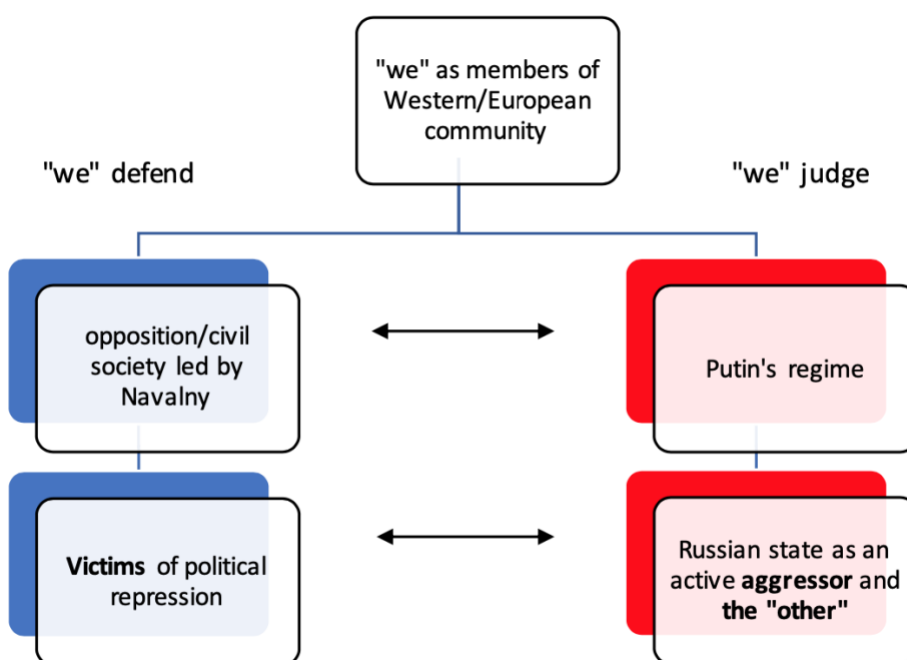 "we" as members of
Western/European
community
"we" defend
"we" judge
opposition/civil
society led by
Navalny
Putin's regime
Victims of political
repression
Russian state as an
active aggressor and
the "other"